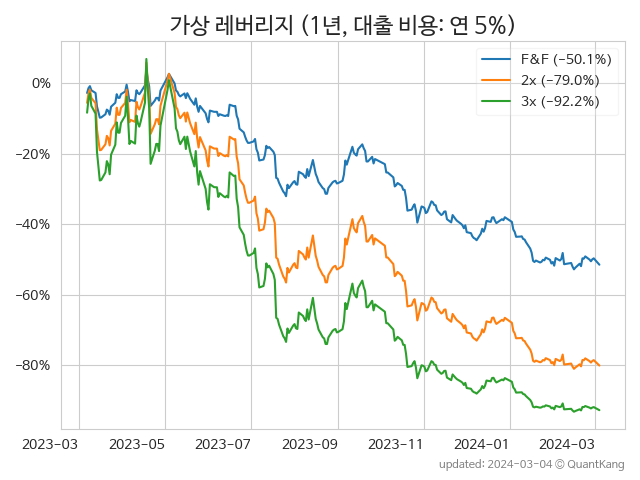 가상 레버리지 (1년, 대출 비용: 연 5%)
F&F (−50.1%)
2x (−79.0%)
3x (−92.2%)
0%
−20%
−40%
−60%
−80%
2023-03 2023-05 2023-07 2023-09 2023-11 2024-01 2024-03
updated: 2024-03-04 © QuantKang